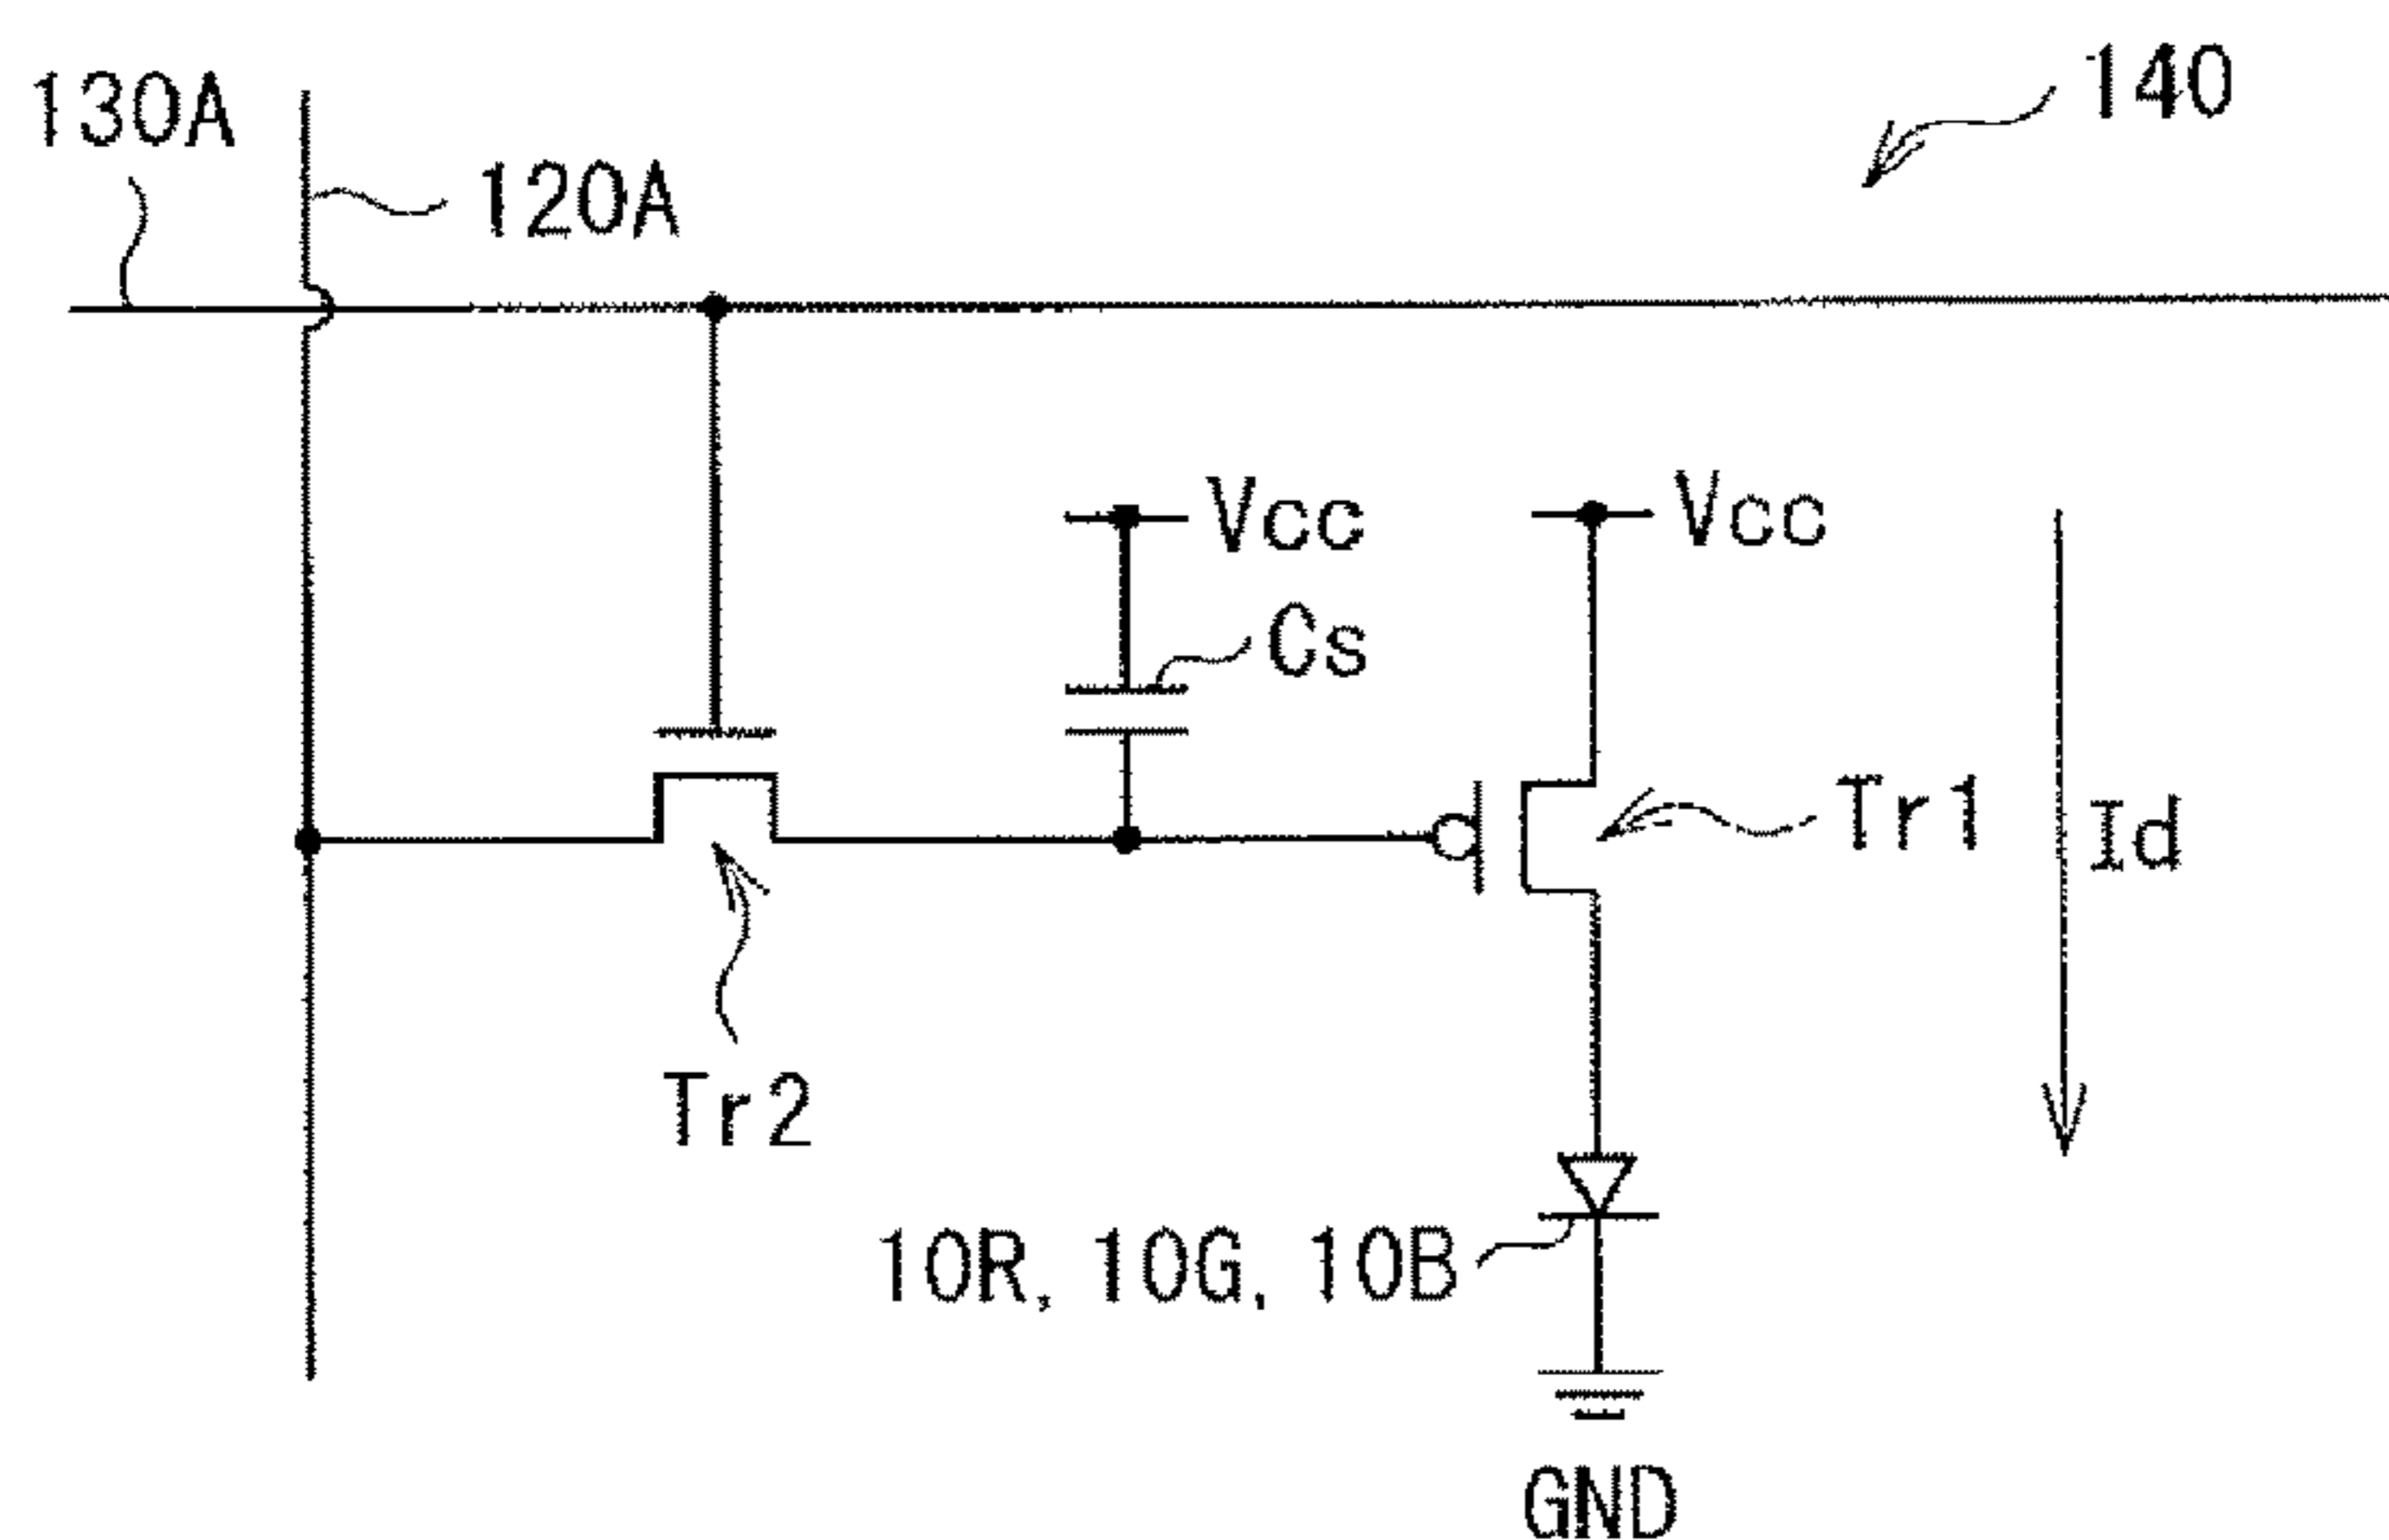 140
130A
120A
Vcc
Vcc
Cs
Tr1
Id
Tr2
10R, 10G, 10B
GND